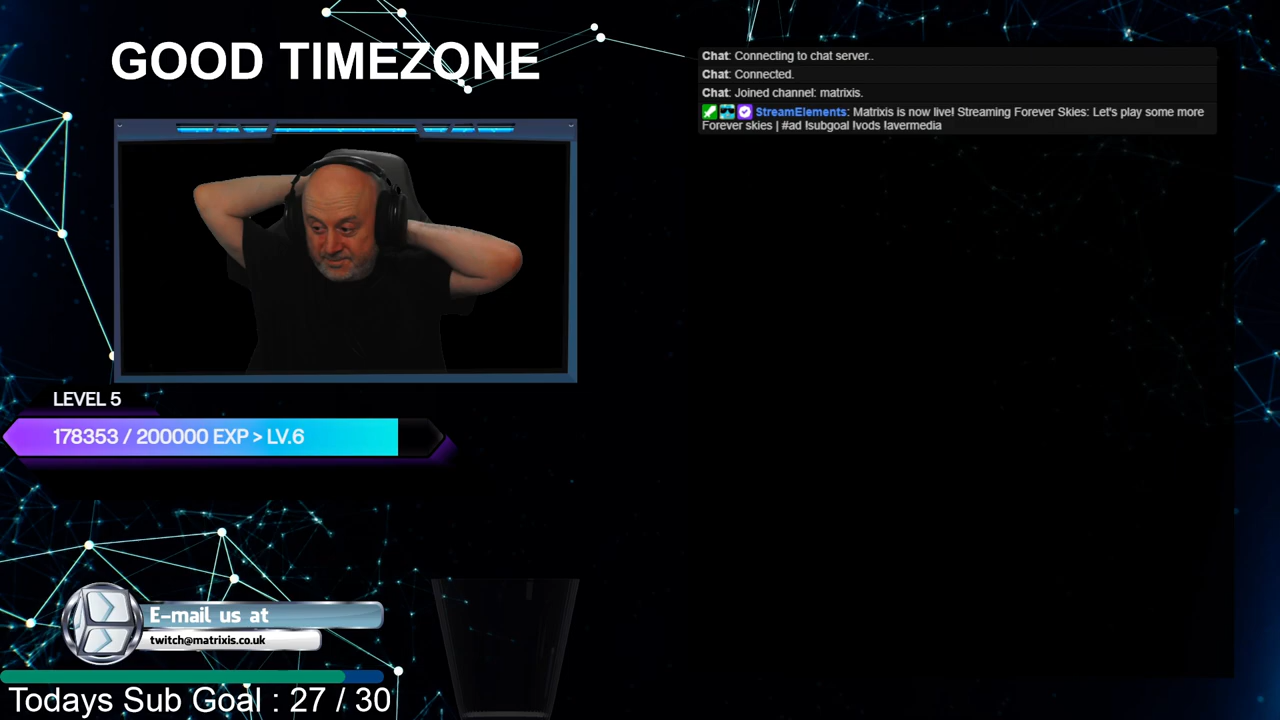 GOOD TIMEZONE
Chat: Connecting to chat server..
Chat: Connected.
Chat: Joined channel: matrixis.
StreamElements: Matrixis is now live! Streaming Forever Skies: Let's play some more
Forever skies | #ad !subgoal !vods !avermedia
LEVEL 5
178353 / 200000 EXP > LV.6
E-mail us at
twitch@matrixis.co.uk
Todays Sub Goal : 27 / 30